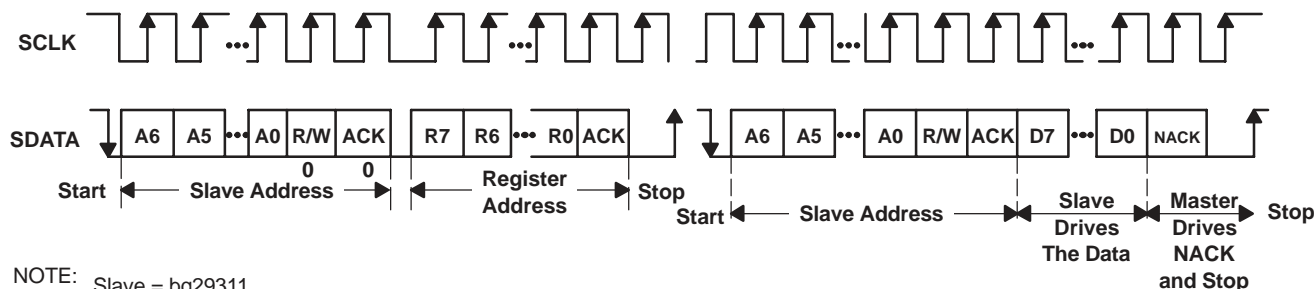 SCLK
•••
•••
•••
•••
SDATA
A6 A5 ••• A0 R/W ACK R7 R6 ••• R0 ACK A6 A5 ••• A0 R/W ACK D7 ••• D0 NACK
0 0
Start Slave Address Register Address Stop Start Slave Address Slave Drives The Data Master Drives NACK and Stop Stop
NOTE: Slave = bq29311